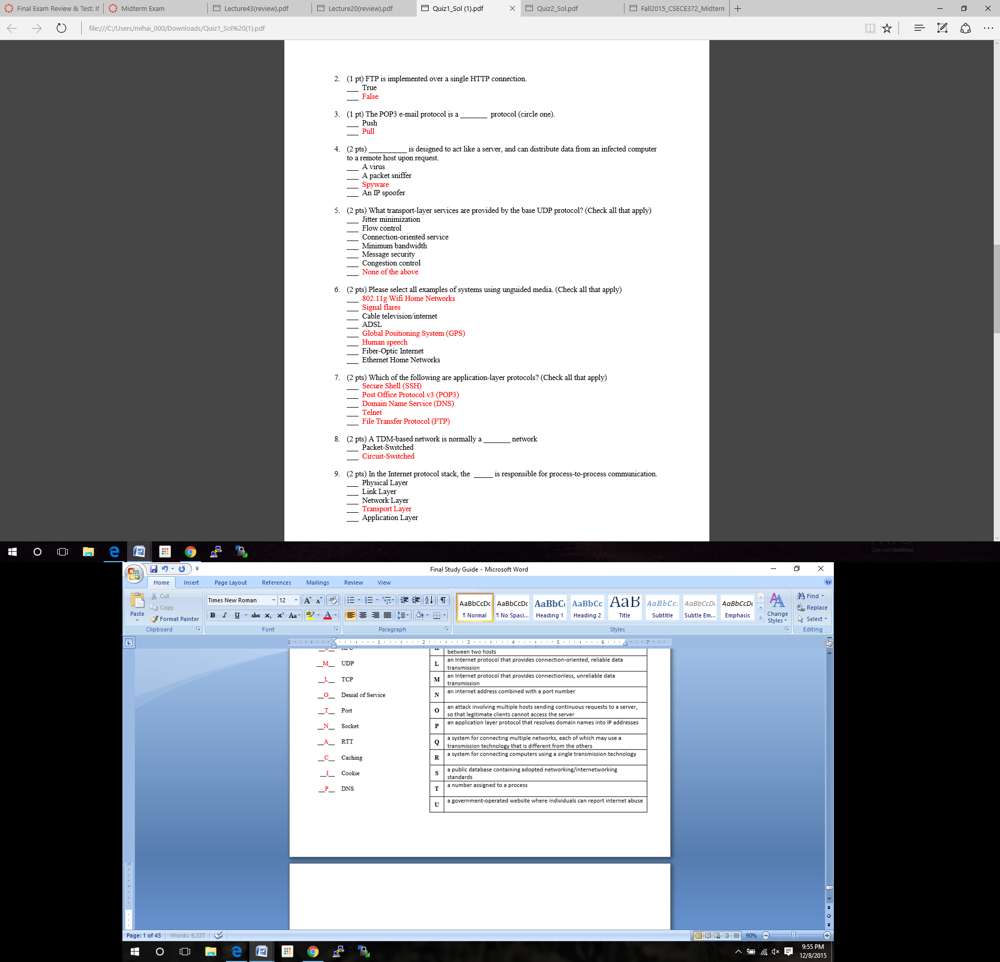 Final Exam Review & Test: II
Midterm Exam
Lecture43(review).pdf
Lecture20(review).pdf
Quiz1_Sol (1).pdf
Quiz2_Sol.pdf
Fall2015_CSECE372_Midterm
file:///C:/Users/mihai_000/Downloads/Quiz1_Sol%20(1).pdf
2. (1 pt) FTP is implemented over a single HTTP connection.
___ True
___ False
3. (1 pt) The POP3 e-mail protocol is a _______ protocol (circle one).
___ Push
___ Pull
4. (2 pts) __________ is designed to act like a server, and can distribute data from an infected computer
to a remote host upon request.
___ A virus
___ A packet sniffer
___ Spyware
___ An IP spoofer
5. (2 pts) What transport-layer services are provided by the base UDP protocol? (Check all that apply)
___ Jitter minimization
___ Flow control
___ Connection-oriented service
___ Minimum bandwidth
___ Message security
___ Congestion control
___ None of the above
6. (2 pts) Please select all examples of systems using unguided media. (Check all that apply)
___ 802.11g Wifi Home Networks
___ Signal flares
___ Cable television/internet
___ ADSL
___ Global Positioning System (GPS)
___ Human speech
___ Fiber-Optic Internet
___ Ethernet Home Networks
7. (2 pts) Which of the following are application-layer protocols? (Check all that apply)
___ Secure Shell (SSH)
___ Post Office Protocol v3 (POP3)
___ Domain Name Service (DNS)
___ Telnet
___ File Transfer Protocol (FTP)
8. (2 pts) A TDM-based network is normally a _______ network
___ Packet-Switched
___ Circuit-Switched
9. (2 pts) In the Internet protocol stack, the _____ is responsible for process-to-process communication.
___ Physical Layer
___ Link Layer
___ Network Layer
___ Transport Layer
___ Application Layer
be.net/nmtruc
Final Study Guide - Microsoft Word
Home Insert Page Layout References Mailings Review View
Paste
Cut
Copy
Format Painter
Clipboard
Times New Roman 12
Font
Paragraph
AaBbCcDc AaBbCcDc AaBbC AaBbCc AaB AaBbCc. AaBbCcDi AaBbCcDi
¶ Normal ¶ No Spaci... Heading 1 Heading 2 Title Subtitle Subtle Em... Emphasis
Change Styles
Styles
Find
Replace
Select
Editing
between two hosts
__M__ UDP
L an Internet protocol that provides connection-oriented, reliable data
transmission
__L__ TCP
M an Internet protocol that provides connectionless, unreliable data
transmission
__O__ Denial of Service
N an internet address combined with a port number
__T__ Port
O an attack involving multiple hosts sending continuous requests to a server,
so that legitimate clients cannot access the server
__N__ Socket
P an application layer protocol that resolves domain names into IP addresses
__A__ RTT
Q a system for connecting multiple networks, each of which may use a
transmission technology that is different from the others
__C__ Caching
R a system for connecting computers using a single transmission technology
__I__ Cookie
S a public database containing adopted networking/internetworking
standards
__P__ DNS
T a number assigned to a process
U a government-operated website where individuals can report internet abuse
Page: 1 of 43 Words: 6,227
90%
9:55 PM
12/8/2015